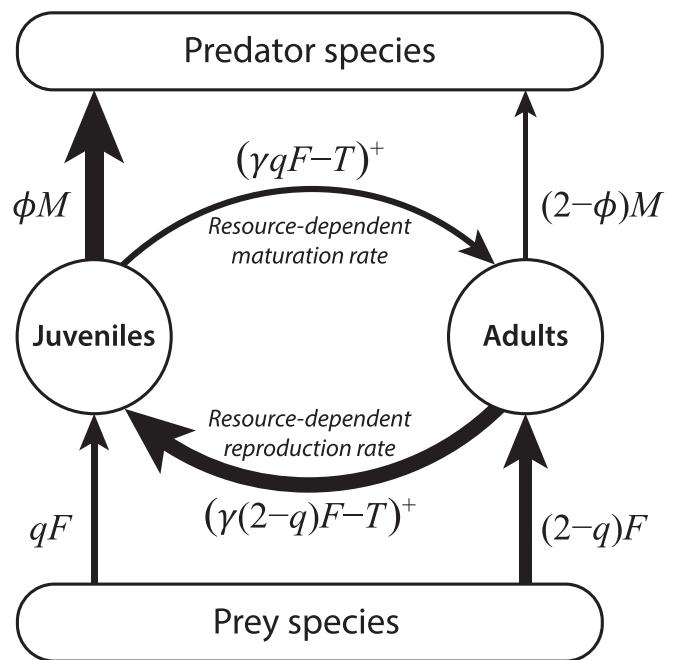 Predator species
(γqF−T)⁺
ϕM
(2−ϕ)M
Resource-dependent
maturation rate
Juveniles
Adults
Resource-dependent
reproduction rate
(γ(2−q)F−T)⁺
qF
(2−q)F
Prey species